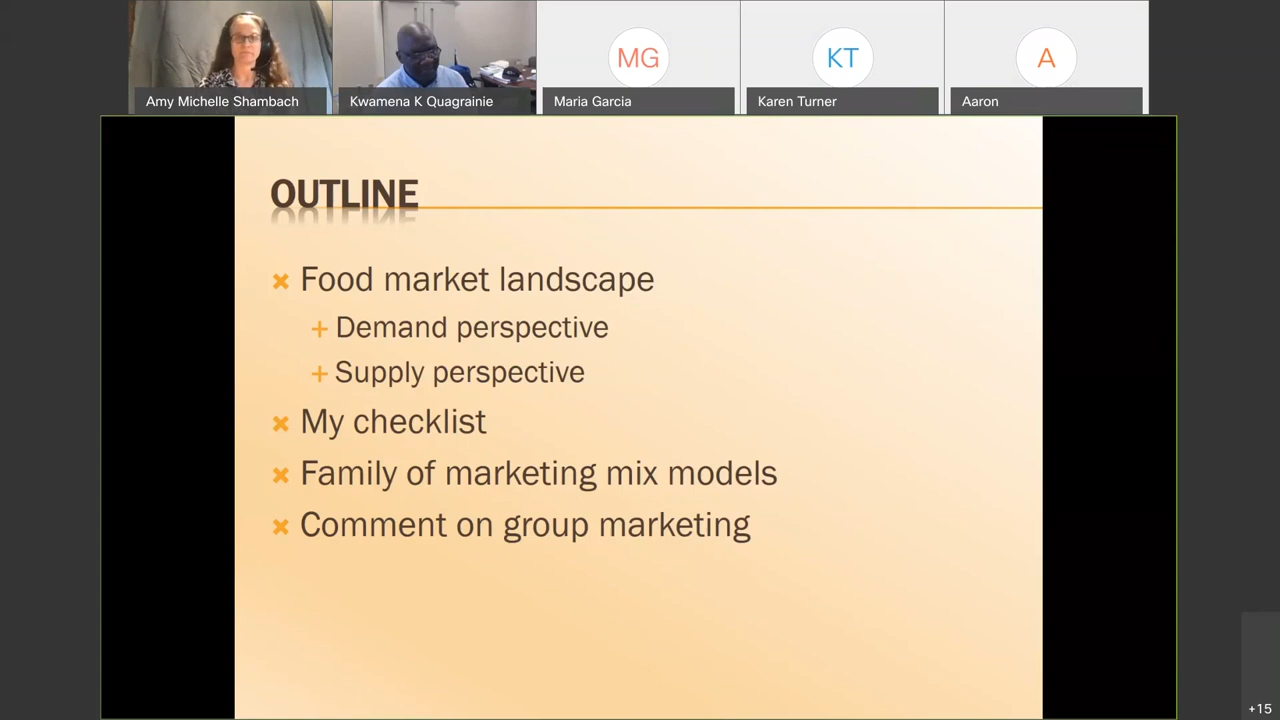 MG
KT
A
Amy Michelle Shambach
Kwamena K Quagrainie
Maria Garcia
Karen Turner
Aaron
OUTLINE
Food market landscape
Demand perspective
Supply perspective
My checklist
Family of marketing mix models
Comment on group marketing
+15